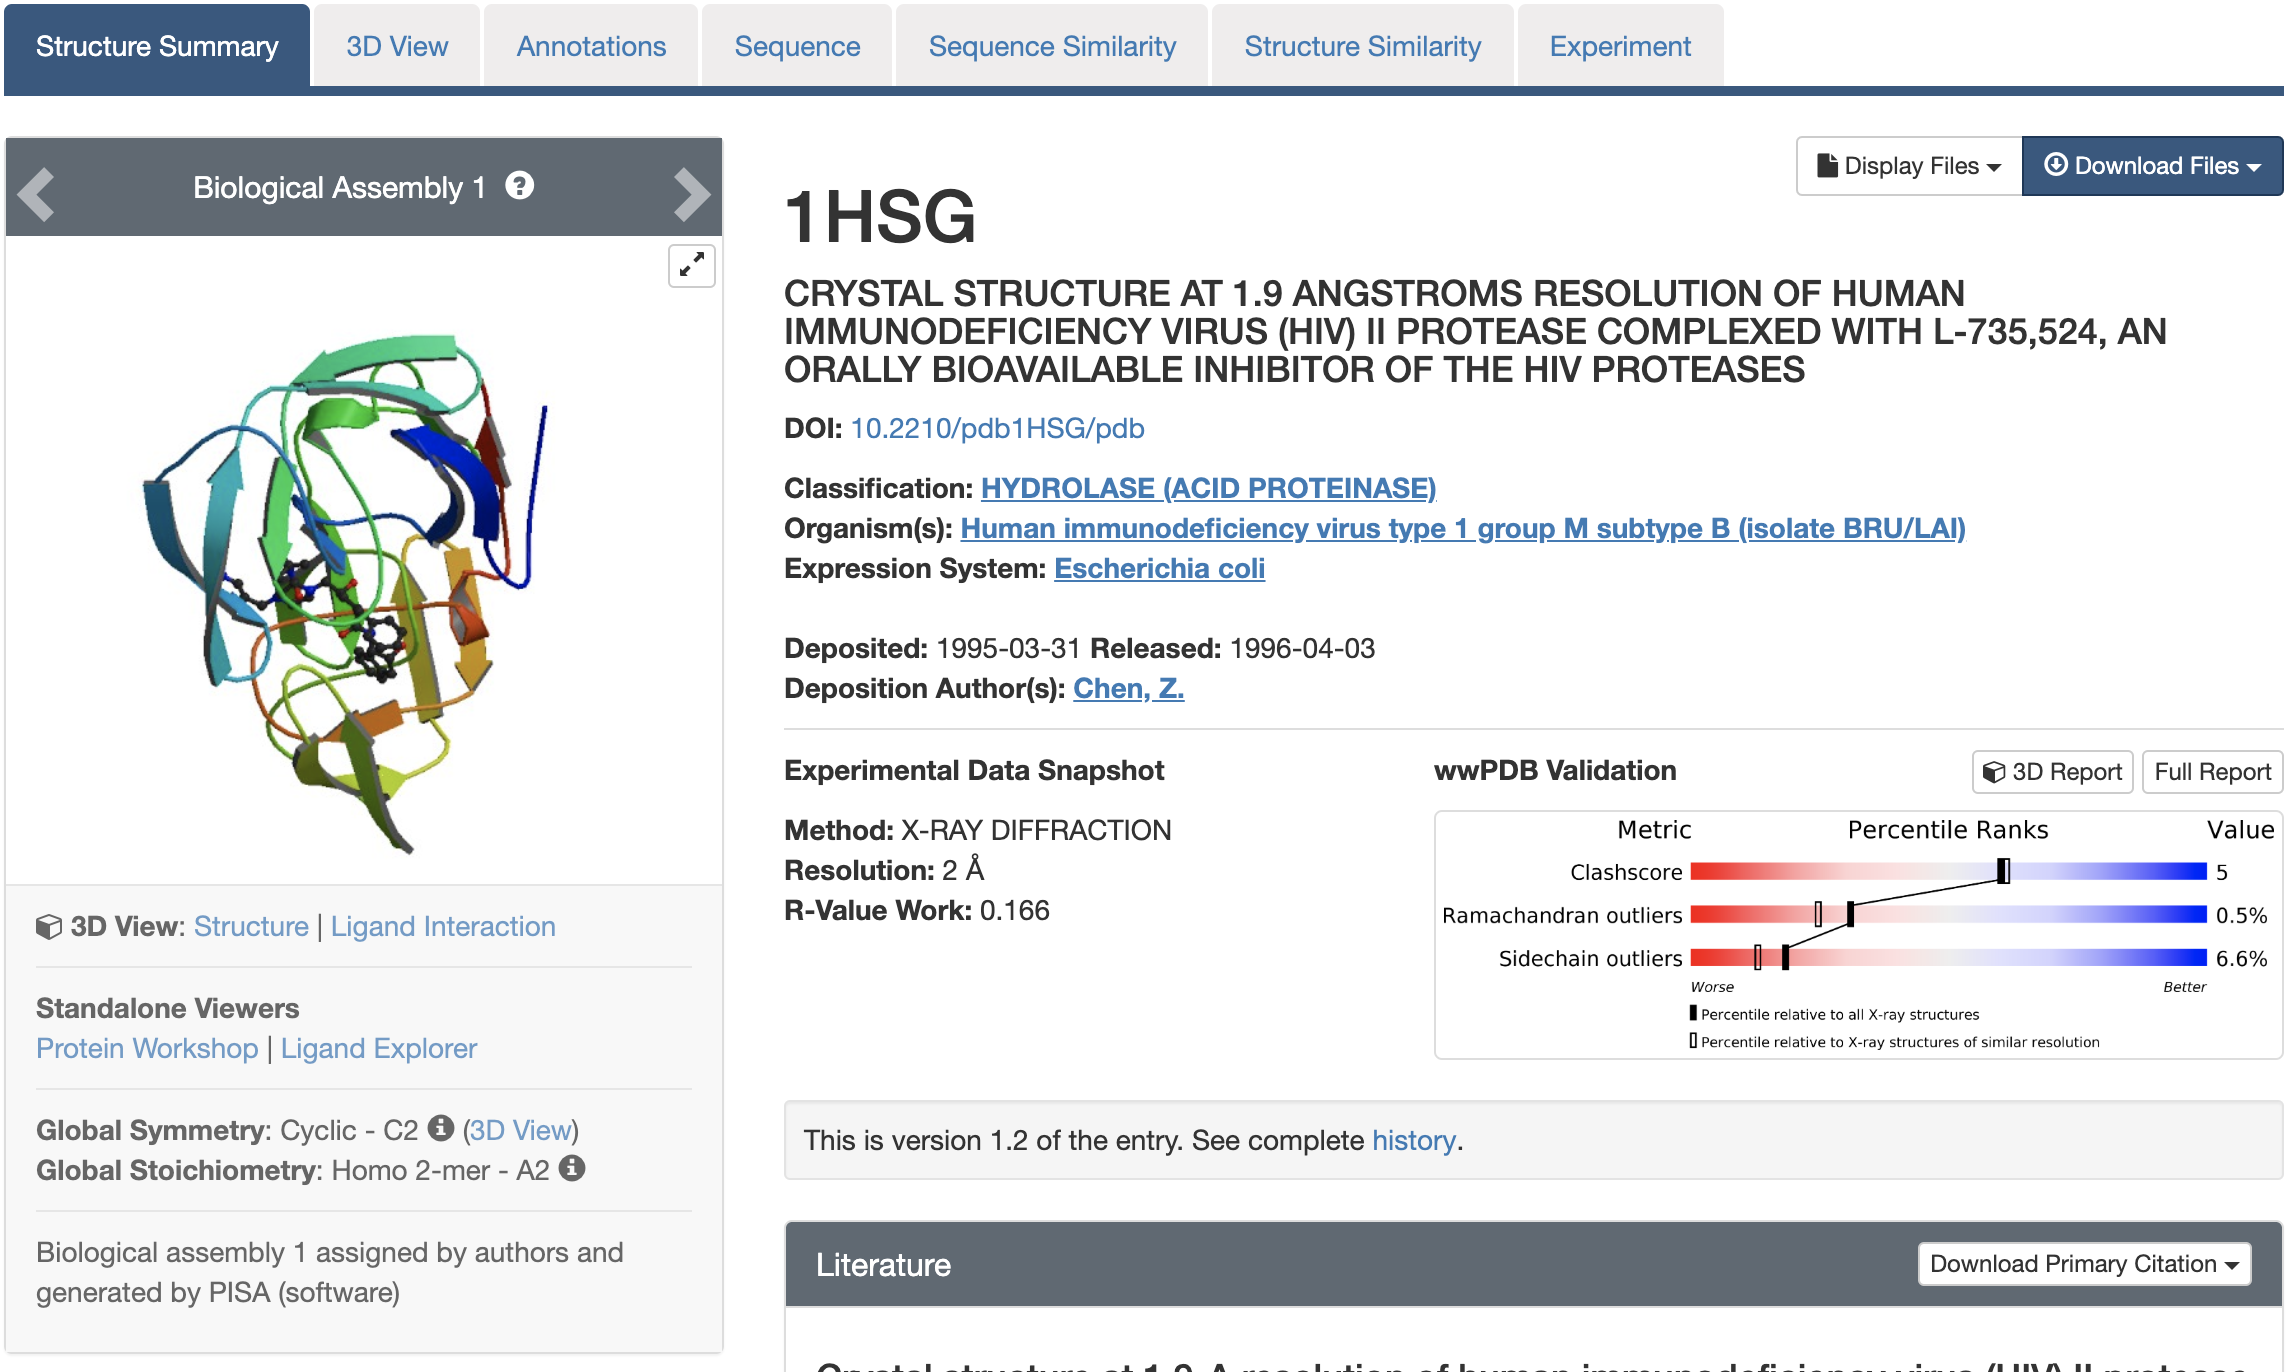 Structure Summary
3D View
Annotations
Sequence
Sequence Similarity
Structure Similarity
Experiment
Biological Assembly 1 ?
3D View: Structure | Ligand Interaction
Standalone Viewers
Protein Workshop | Ligand Explorer
Global Symmetry: Cyclic - C2 i (3D View)
Global Stoichiometry: Homo 2-mer - A2 i
Biological assembly 1 assigned by authors and
generated by PISA (software)
Display Files
Download Files
1HSG
CRYSTAL STRUCTURE AT 1.9 ANGSTROMS RESOLUTION OF HUMAN
IMMUNODEFICIENCY VIRUS (HIV) II PROTEASE COMPLEXED WITH L-735,524, AN
ORALLY BIOAVAILABLE INHIBITOR OF THE HIV PROTEASES
DOI: 10.2210/pdb1HSG/pdb
Classification: HYDROLASE (ACID PROTEINASE)
Organism(s): Human immunodeficiency virus type 1 group M subtype B (isolate BRU/LAI)
Expression System: Escherichia coli
Deposited: 1995-03-31 Released: 1996-04-03
Deposition Author(s): Chen, Z.
Experimental Data Snapshot
Method: X-RAY DIFFRACTION
Resolution: 2 Å
R-Value Work: 0.166
wwPDB Validation
3D Report
Full Report
Metric Percentile Ranks Value
Clashscore 5
Ramachandran outliers 0.5%
Sidechain outliers 6.6%
Worse Better
Percentile relative to all X-ray structures
Percentile relative to X-ray structures of similar resolution
This is version 1.2 of the entry. See complete history.
Literature
Download Primary Citation